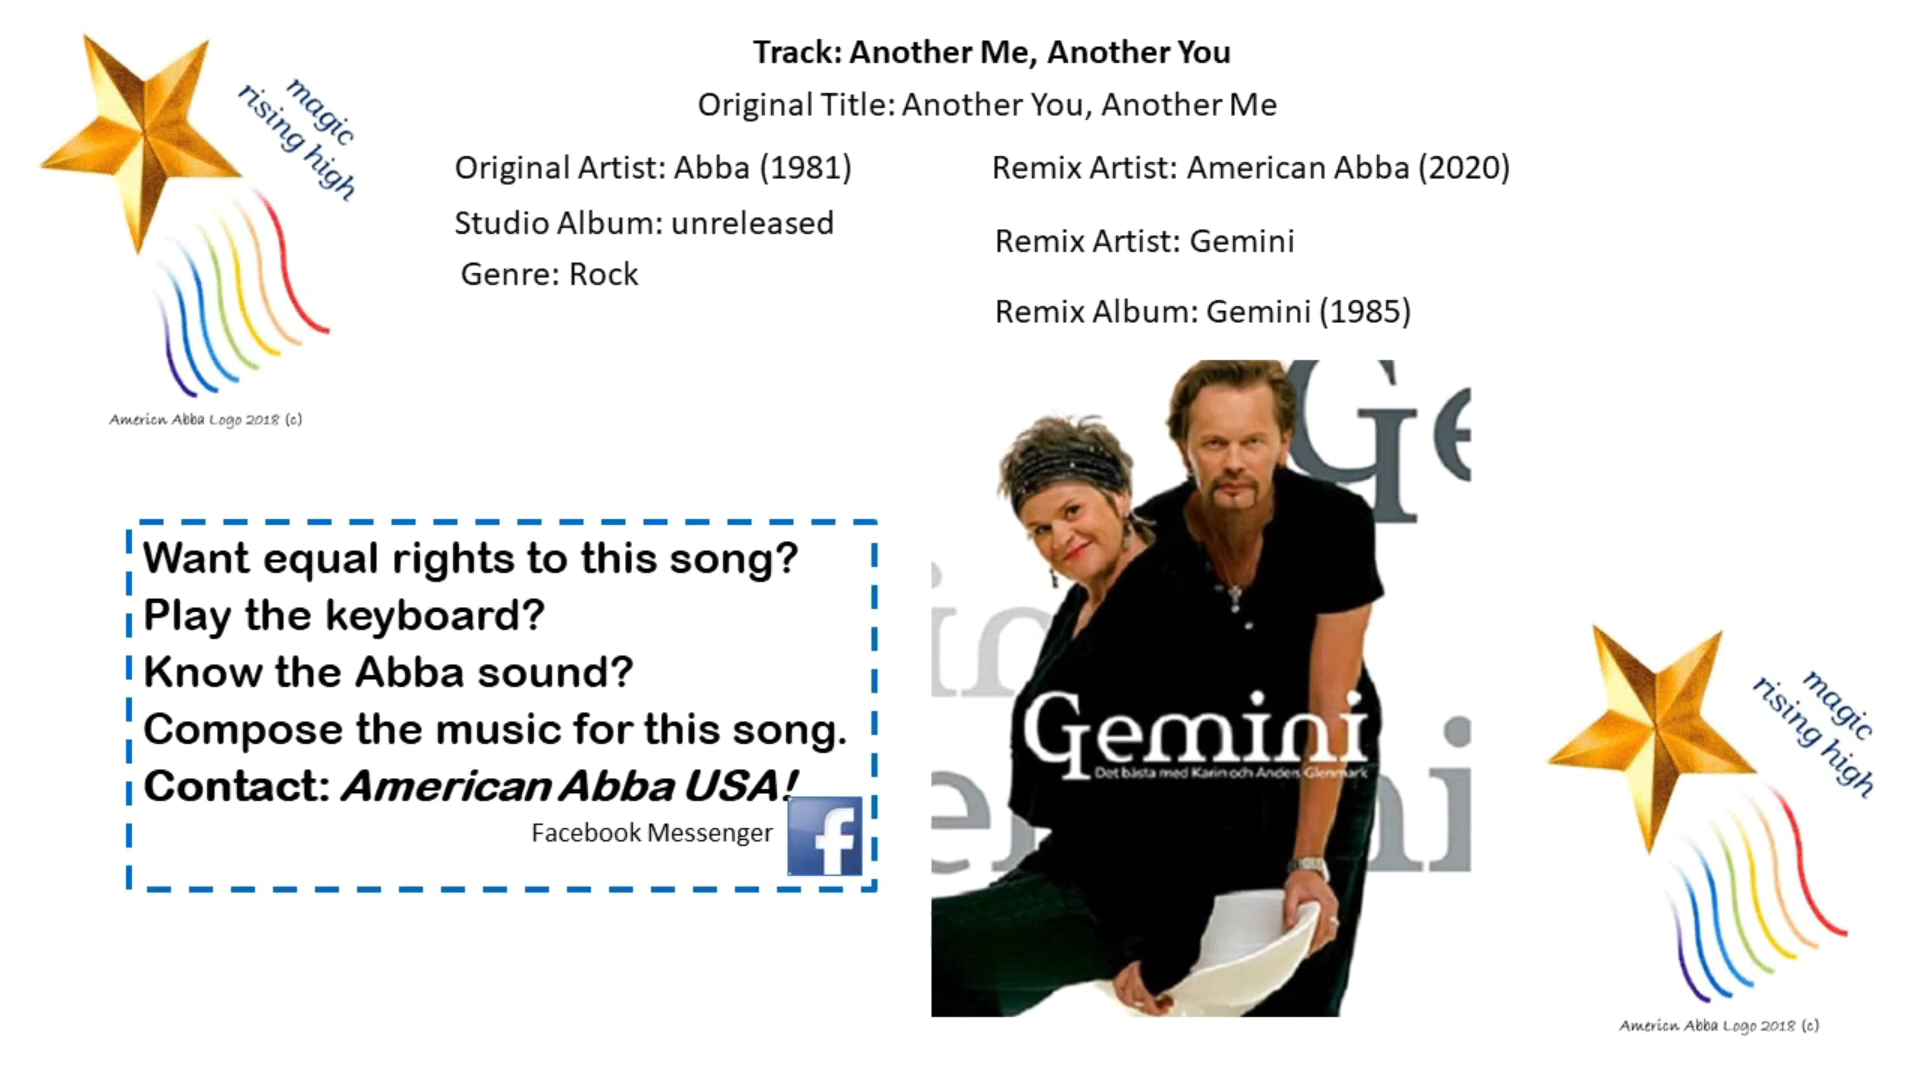 magic
rising high
Americn Abba Logo 2018 (c)
Track: Another Me, Another You
Original Title: Another You, Another Me
Original Artist: Abba (1981)
Studio Album: unreleased
Genre: Rock
Remix Artist: American Abba (2020)
Remix Artist: Gemini
Remix Album: Gemini (1985)
Want equal rights to this song?
Play the keyboard?
Know the Abba sound?
Compose the music for this song.
Contact: American Abba USA!
Facebook Messenger
f
Ge
in
Gemini
Det bästa med Karin och Anders Glenmark
mi
magic
rising high
Americn Abba Logo 2018 (c)